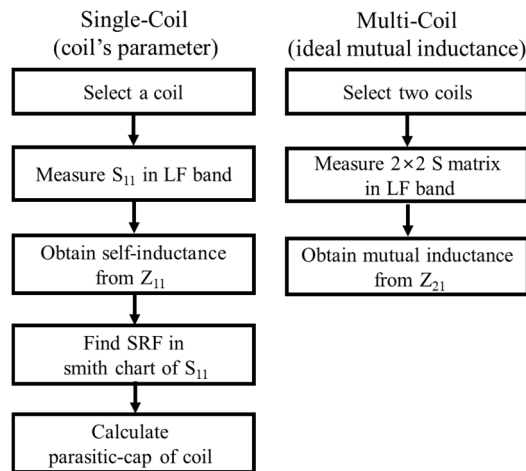 Single-Coil
(coil's parameter)
Select a coil
Measure S₁₁ in LF band
Obtain self-inductance
from Z₁₁
Find SRF in
smith chart of S₁₁
Calculate
parasitic-cap of coil
Multi-Coil
(ideal mutual inductance)
Select two coils
Measure 2×2 S matrix
in LF band
Obtain mutual inductance
from Z₂₁